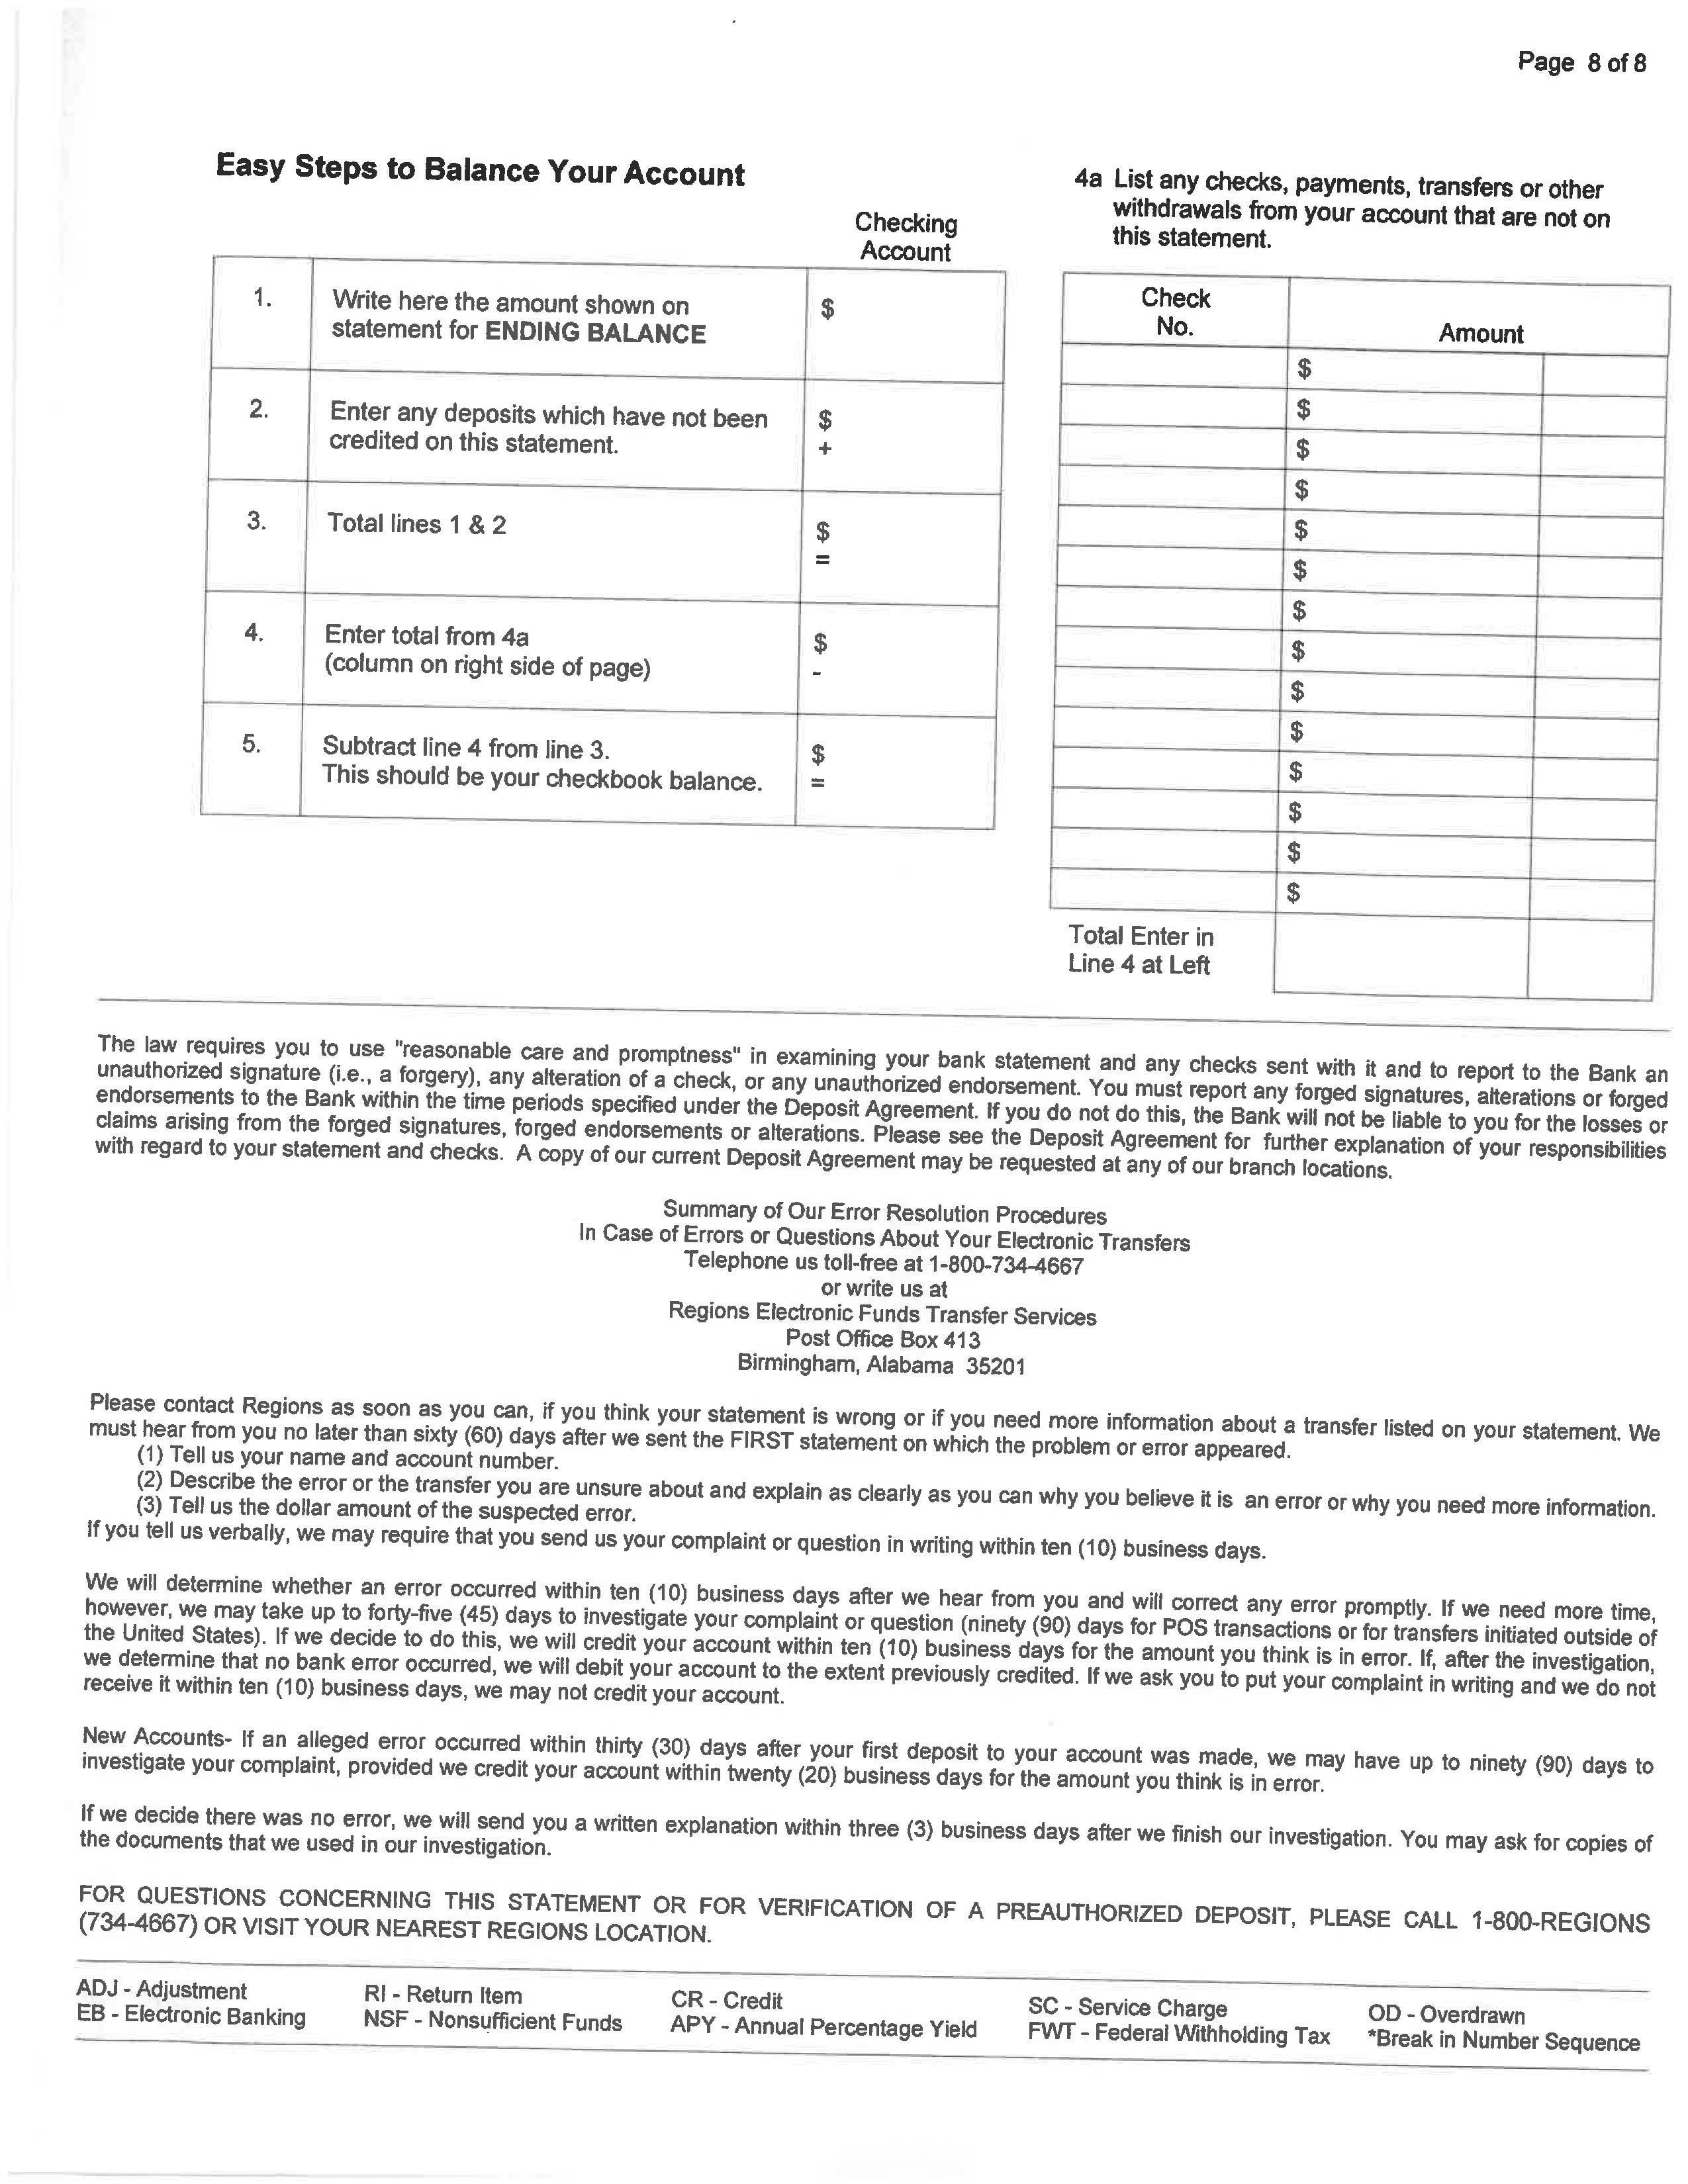 Page 8 of 8
Easy Steps to Balance Your Account
Checking
Account
1. Write here the amount shown on $
statement for ENDING BALANCE
2. Enter any deposits which have not been $
credited on this statement. +
3. Total lines 1 & 2 $
=
4. Enter total from 4a $
(column on right side of page) -
5. Subtract line 4 from line 3. $
This should be your checkbook balance. =
4a List any checks, payments, transfers or other
withdrawals from your account that are not on
this statement.
Check
No. Amount
$
$
$
$
$
$
$
$
$
$
$
$
$
$
Total Enter in
Line 4 at Left
The law requires you to use "reasonable care and promptness" in examining your bank statement and any checks sent with it and to report to the Bank an
unauthorized signature (i.e., a forgery), any alteration of a check, or any unauthorized endorsement. You must report any forged signatures, alterations or forged
endorsements to the Bank within the time periods specified under the Deposit Agreement. If you do not do this, the Bank will not be liable to you for the losses or
claims arising from the forged signatures, forged endorsements or alterations. Please see the Deposit Agreement for further explanation of your responsibilities
with regard to your statement and checks. A copy of our current Deposit Agreement may be requested at any of our branch locations.
Summary of Our Error Resolution Procedures
In Case of Errors or Questions About Your Electronic Transfers
Telephone us toll-free at 1-800-734-4667
or write us at
Regions Electronic Funds Transfer Services
Post Office Box 413
Birmingham, Alabama 35201
Please contact Regions as soon as you can, if you think your statement is wrong or if you need more information about a transfer listed on your statement. We
must hear from you no later than sixty (60) days after we sent the FIRST statement on which the problem or error appeared.
(1) Tell us your name and account number.
(2) Describe the error or the transfer you are unsure about and explain as clearly as you can why you believe it is an error or why you need more information.
(3) Tell us the dollar amount of the suspected error.
If you tell us verbally, we may require that you send us your complaint or question in writing within ten (10) business days.
We will determine whether an error occurred within ten (10) business days after we hear from you and will correct any error promptly. If we need more time,
however, we may take up to forty-five (45) days to investigate your complaint or question (ninety (90) days for POS transactions or for transfers initiated outside of
the United States). If we decide to do this, we will credit your account within ten (10) business days for the amount you think is in error. If, after the investigation,
we determine that no bank error occurred, we will debit your account to the extent previously credited. If we ask you to put your complaint in writing and we do not
receive it within ten (10) business days, we may not credit your account.
New Accounts- If an alleged error occurred within thirty (30) days after your first deposit to your account was made, we may have up to ninety (90) days to
investigate your complaint, provided we credit your account within twenty (20) business days for the amount you think is in error.
If we decide there was no error, we will send you a written explanation within three (3) business days after we finish our investigation. You may ask for copies of
the documents that we used in our investigation.
FOR QUESTIONS CONCERNING THIS STATEMENT OR FOR VERIFICATION OF A PREAUTHORIZED DEPOSIT, PLEASE CALL 1-800-REGIONS
(734-4667) OR VISIT YOUR NEAREST REGIONS LOCATION.
ADJ - Adjustment RI - Return Item CR - Credit SC - Service Charge OD - Overdrawn
EB - Electronic Banking NSF - Nonsufficient Funds APY - Annual Percentage Yield FWT - Federal Withholding Tax *Break in Number Sequence